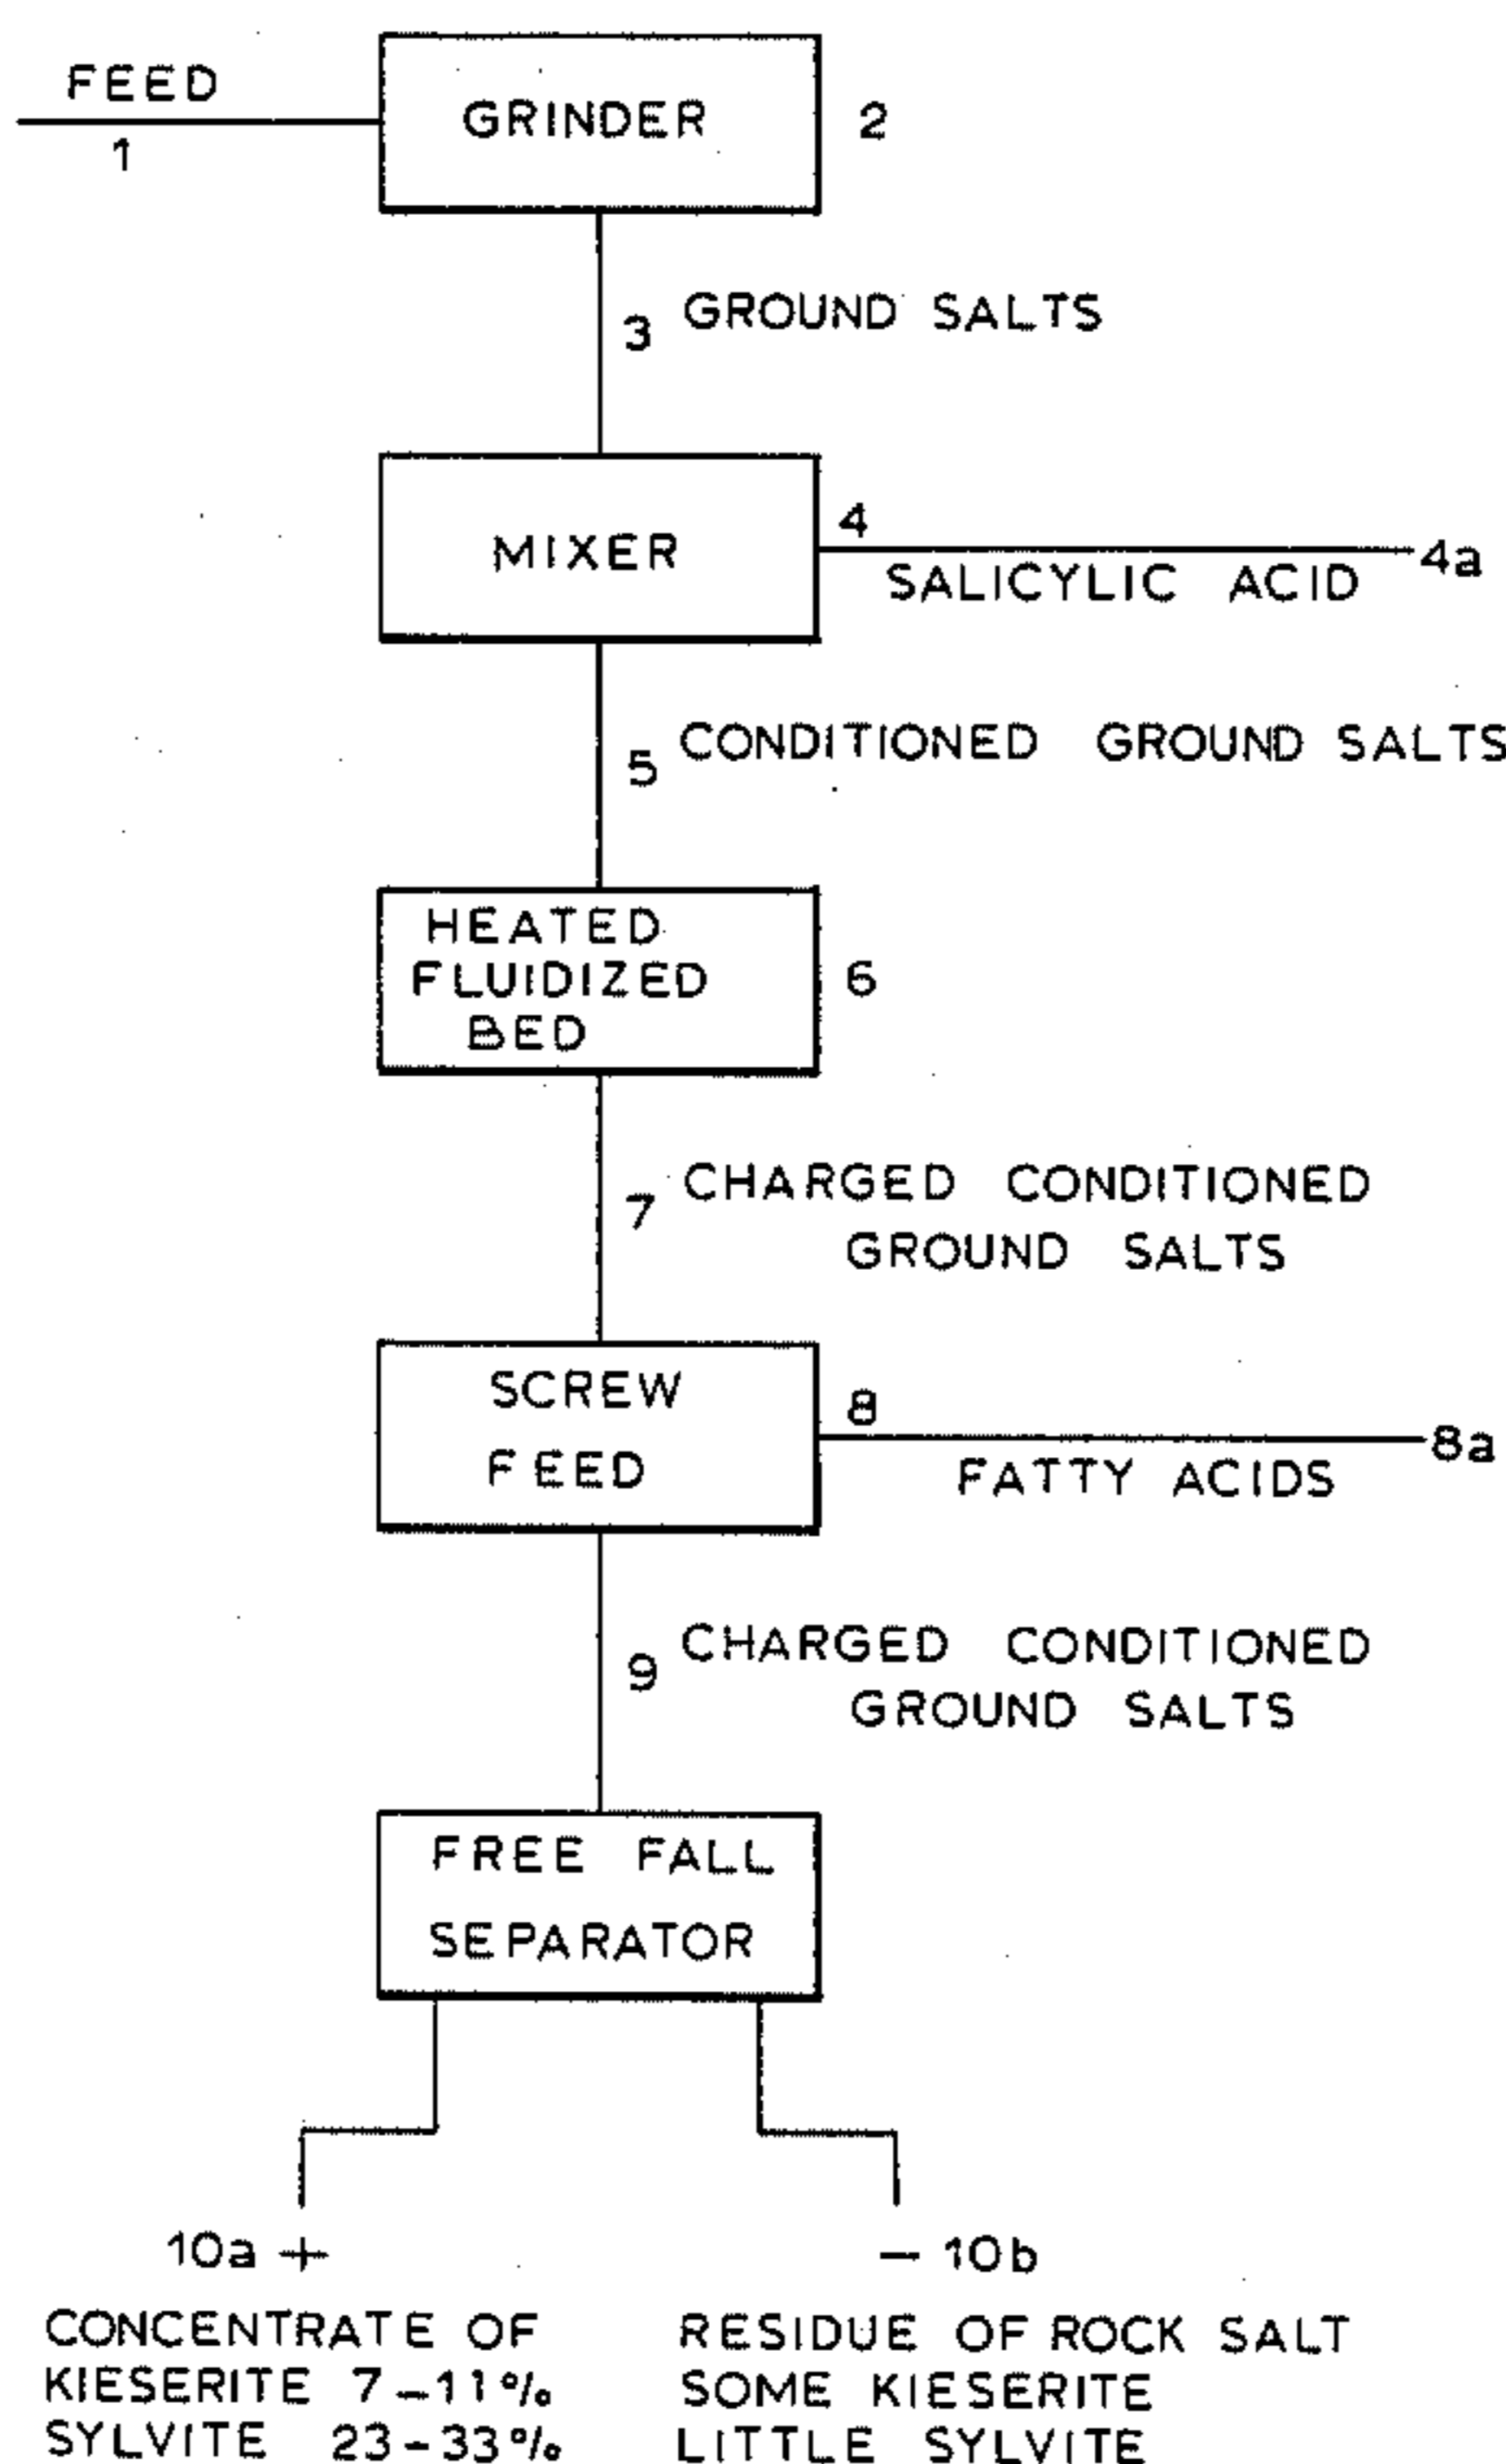 FEED
1
GRINDER
2
3
GROUND SALTS
MIXER
4
4a
SALICYLIC ACID
5
CONDITIONED GROUND SALTS
HEATED
FLUIDIZED
BED
6
7
CHARGED CONDITIONED
GROUND SALTS
SCREW
FEED
8
8a
FATTY ACIDS
9
CHARGED CONDITIONED
GROUND SALTS
FREE FALL
SEPARATOR
10a +
CONCENTRATE OF
KIESERITE 7-11%
SYLVITE 23-33%
- 10b
RESIDUE OF ROCK SALT
SOME KIESERITE
LITTLE SYLVITE